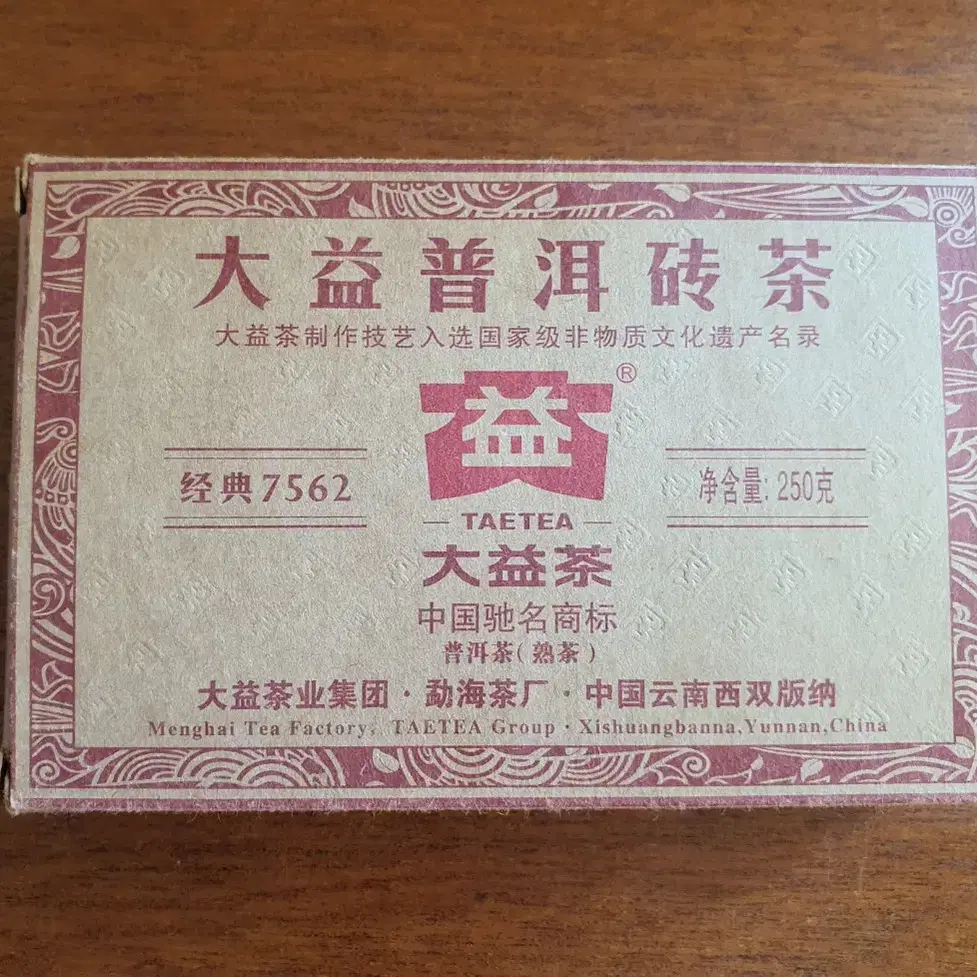 大益普洱砖茶
大益茶制作技艺入选国家级非物质文化遗产名录
益®
经典7562
净含量: 250克
TAETEA
大益茶
中国驰名商标
普洱茶(熟茶)
大益茶业集团·勐海茶厂·中国云南西双版纳
Menghai Tea Factory, TAETEA Group·Xishuangbanna,Yunnan,China